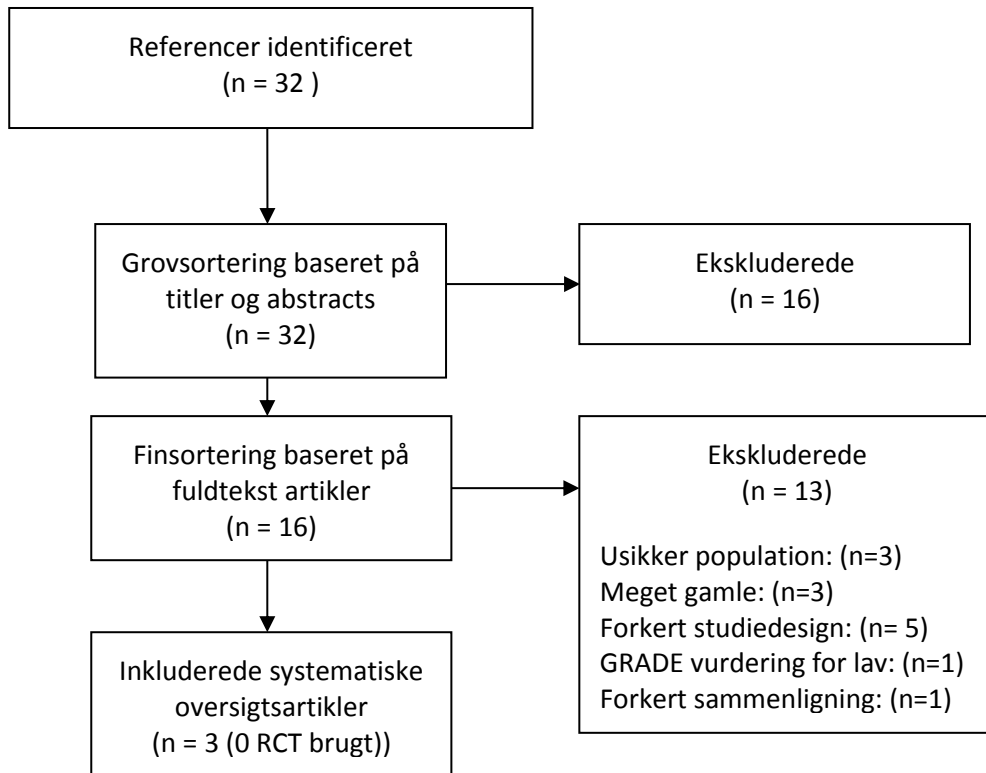 Referencer identificeret
(n = 32 )
Grovsortering baseret på
titler og abstracts
(n = 32)
Ekskluderede
(n = 16)
Finsortering baseret på
fuldtekst artikler
(n = 16)
Ekskluderede
(n = 13)
Usikker population: (n=3)
Meget gamle: (n=3)
Forkert studiedesign: (n= 5)
GRADE vurdering for lav: (n=1)
Forkert sammenligning: (n=1)
Inkluderede systematiske
oversigtsartikler
(n = 3 (0 RCT brugt))